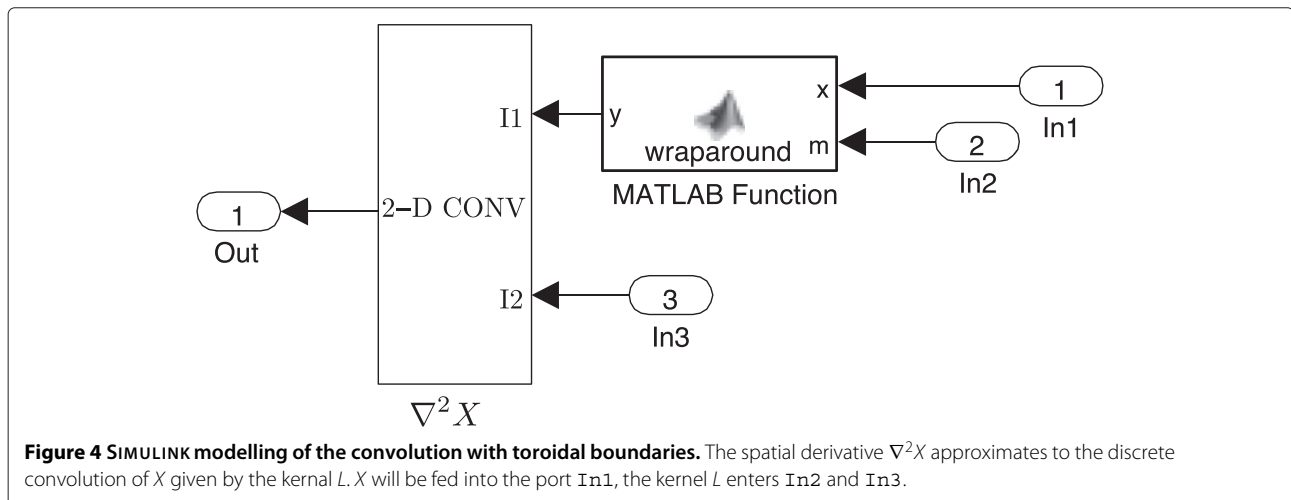 I1
y
x
1
In1
wraparound
m
2
In2
MATLAB Function
1
Out
2–D CONV
I2
3
In3
∇²X
Figure 4 SIMULINK modelling of the convolution with toroidal boundaries. The spatial derivative ∇²X approximates to the discrete
convolution of X given by the kernal L. X will be fed into the port In1, the kernel L enters In2 and In3.